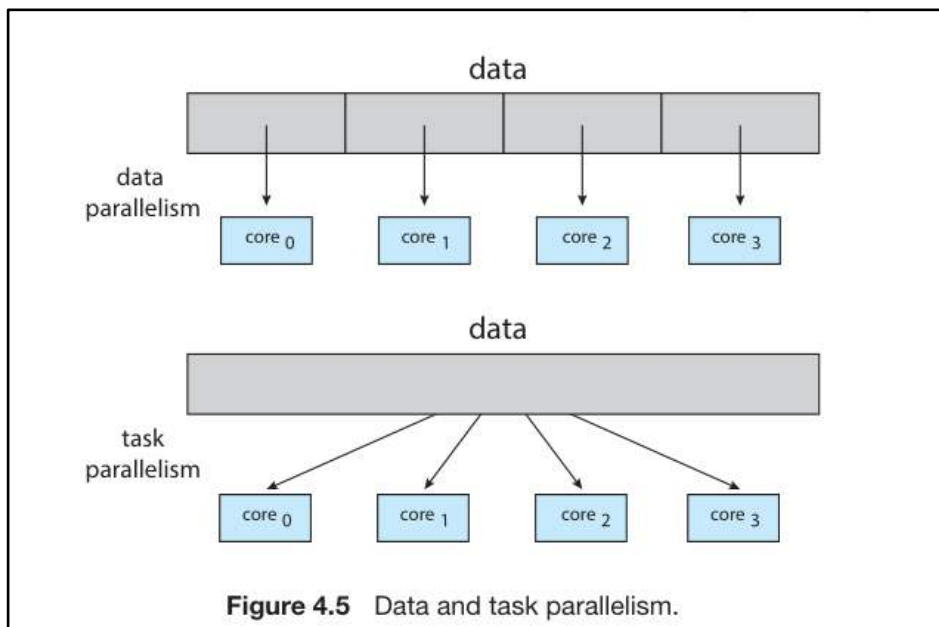 data
data
parallelism
core 0 core 1 core 2 core 3
data
task
parallelism
core 0 core 1 core 2 core 3
Figure 4.5 Data and task parallelism.